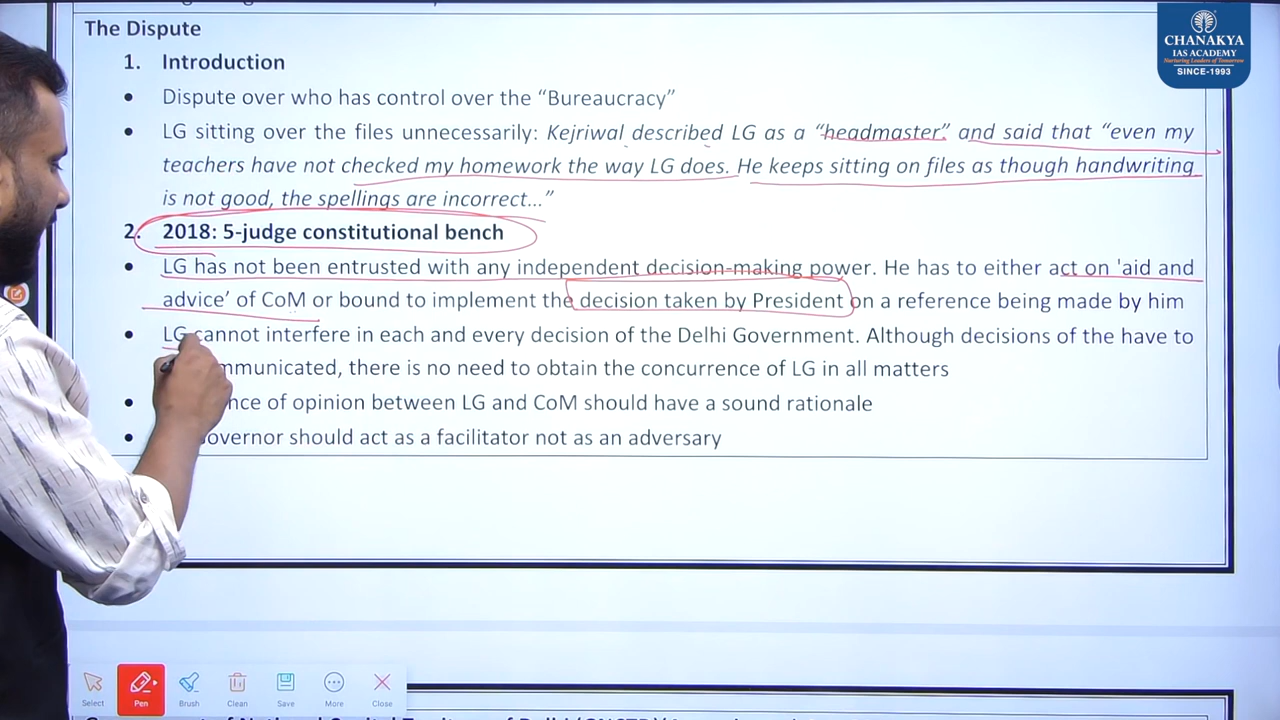 The Dispute
1. Introduction
• Dispute over who has control over the “Bureaucracy”
• LG sitting over the files unnecessarily: Kejriwal described LG as a “headmaster” and said that “even my
teachers have not checked my homework the way LG does. He keeps sitting on files as though handwriting
is not good, the spellings are incorrect...”
2. 2018: 5-judge constitutional bench
• LG has not been entrusted with any independent decision-making power. He has to either act on 'aid and
advice’ of CoM or bound to implement the decision taken by President on a reference being made by him
• LG cannot interfere in each and every decision of the Delhi Government. Although decisions of the have to
there is no need to obtain the concurrence of LG in all matters
• of opinion between LG and CoM should have a sound rationale
• should act as a facilitator not as an adversary
CHANAKYA
IAS ACADEMY
Nurturing Leaders of Tomorrow
SINCE-1993
Select Pen Brush Clean Save More Close